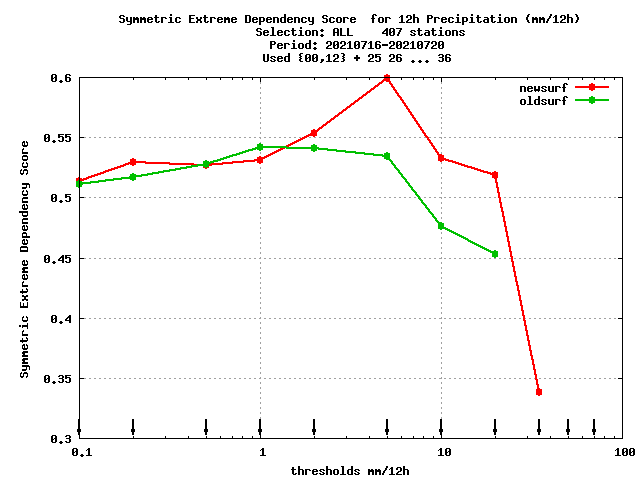 Symmetric Extreme Dependency Score  for 12h Precipitation (mm/12h)
Selection: ALL    407 stations
Period: 20210716-20210720
Used {00,12} + 25 26 ... 36
newsurf
oldsurf
Symmetric Extreme Dependency Score
0.6
0.55
0.5
0.45
0.4
0.35
0.3
0.1 1 10 100
thresholds mm/12h